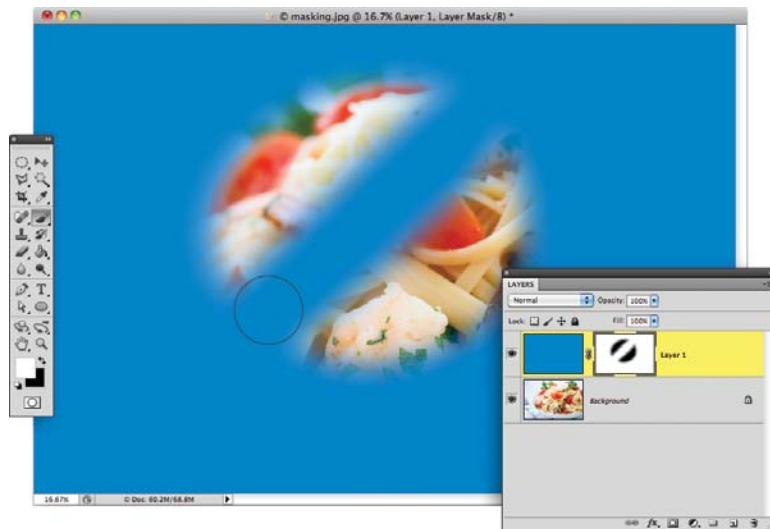 © masking.jpg @ 16.7% (Layer 1, Layer Mask/8) *
LAYERS
Normal Opacity: 100%
Lock: Fill: 100%
Layer 1
Background
16.67% © Doc: 60.2M/68.8M
T
fx